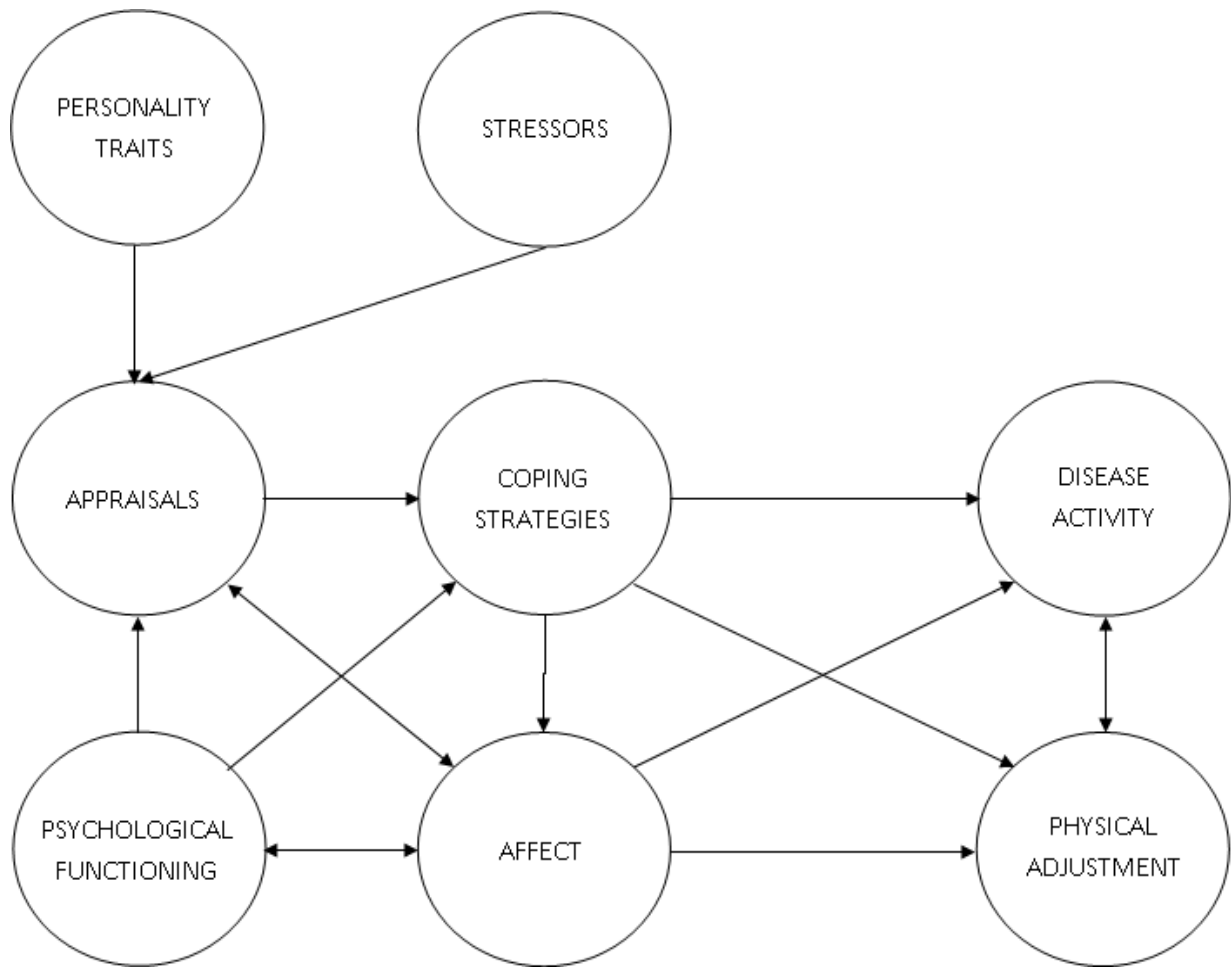 PERSONALITY
TRAITS
STRESSORS
APPRAISALS
COPING
STRATEGIES
DISEASE
ACTIVITY
PSYCHOLOGICAL
FUNCTIONING
AFFECT
PHYSICAL
ADJUSTMENT